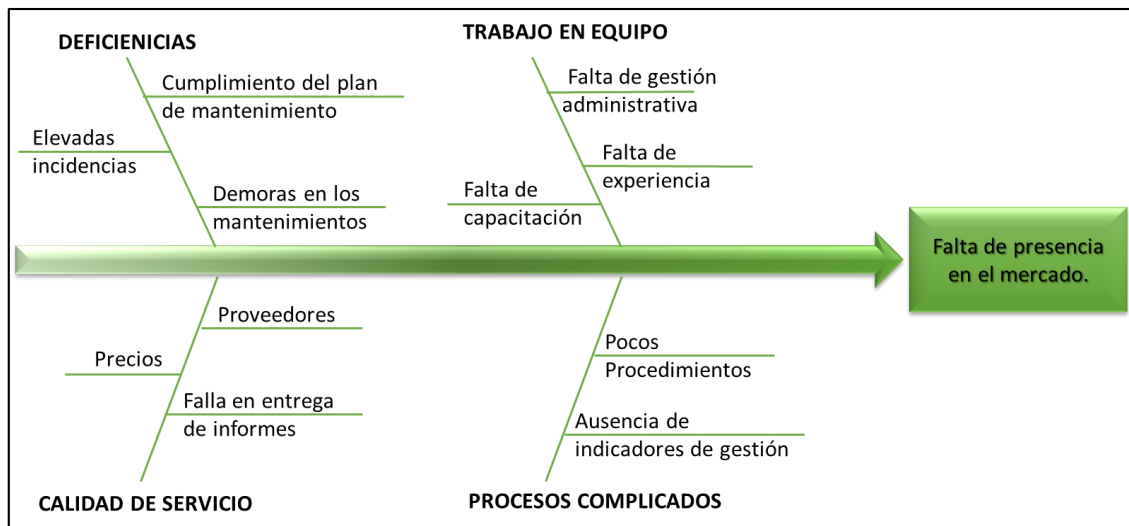 DEFICIENICIAS
Cumplimiento del plan
de mantenimiento
Elevadas
incidencias
Demoras en los
mantenimientos
TRABAJO EN EQUIPO
Falta de gestión
administrativa
Falta de
experiencia
Falta de
capacitación
Falta de presencia
en el mercado.
Proveedores
Precios
Falla en entrega
de informes
CALIDAD DE SERVICIO
Pocos
Procedimientos
Ausencia de
indicadores de gestión
PROCESOS COMPLICADOS